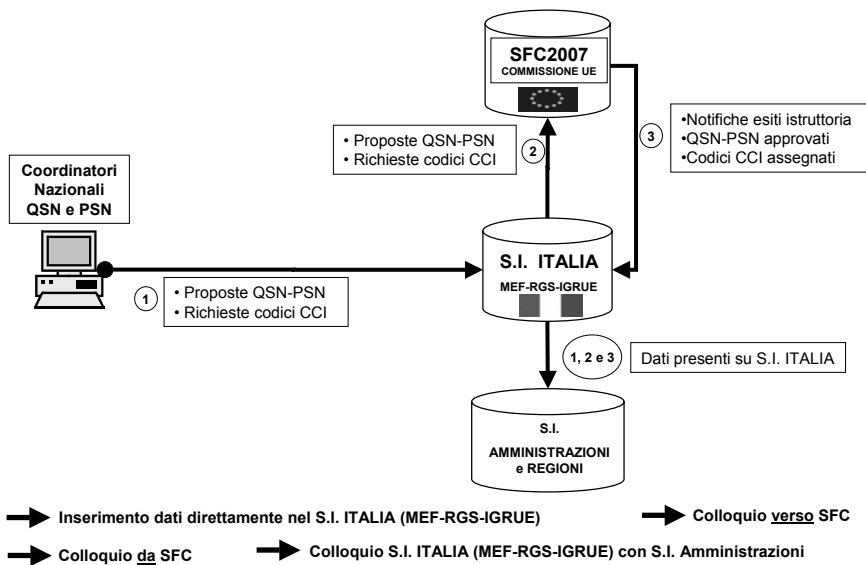 SFC2007
COMMISSIONE UE
• Proposte QSN-PSN
• Richieste codici CCI
2
3
•Notifiche esiti istruttoria
•QSN-PSN approvati
•Codici CCI assegnati
Coordinatori
Nazionali
QSN e PSN
1
• Proposte QSN-PSN
• Richieste codici CCI
S.I. ITALIA
MEF-RGS-IGRUE
1, 2 e 3
Dati presenti su S.I. ITALIA
S.I.
AMMINISTRAZIONI
e REGIONI
Inserimento dati direttamente nel S.I. ITALIA (MEF-RGS-IGRUE)
Colloquio verso SFC
Colloquio da SFC
Colloquio S.I. ITALIA (MEF-RGS-IGRUE) con S.I. Amministrazioni